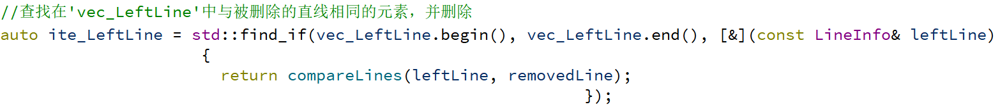 //查找在'vec_LeftLine'中与被删除的直线相同的元素，并删除
auto ite_LeftLine = std::find_if(vec_LeftLine.begin(), vec_LeftLine.end(), [&](const LineInfo& leftLine)
{
return compareLines(leftLine, removedLine);
});